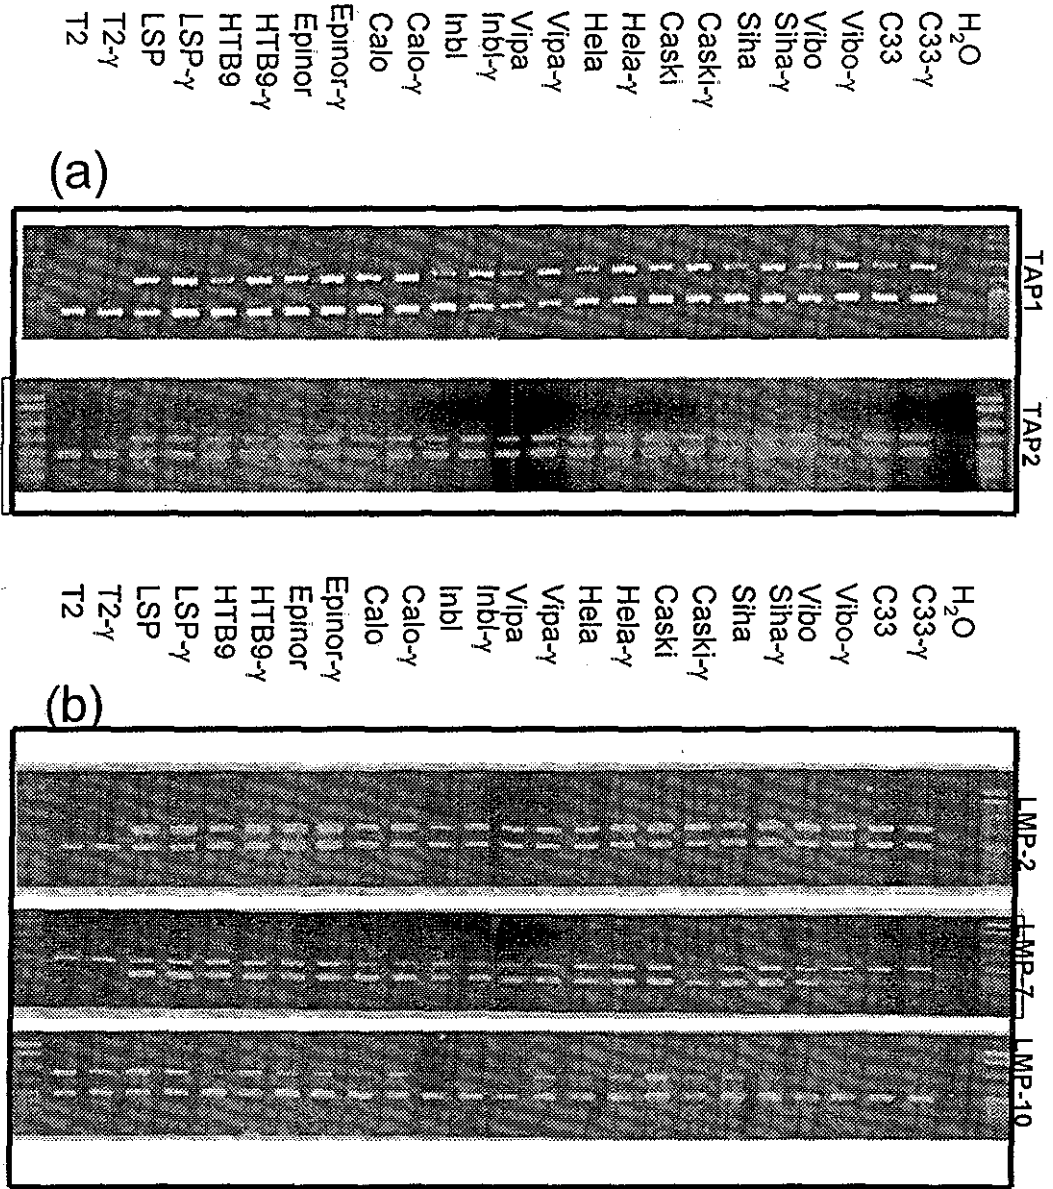 T2
T2-γ
LSP
LSP-γ
HTB9
HTB9-γ
Epinor
Epinor-γ
Calo
Calo-γ
Inbl
Inbl-γ
Vipa
Vipa-γ
Hela
Hela-γ
Caski
Caski-γ
Siha
Siha-γ
Vibo
Vibo-γ
C33
C33-γ
H₂O
(a)
TAP1
TAP2
T2
T2-γ
LSP
LSP-γ
HTB9
HTB9-γ
Epinor
Epinor-γ
Calo
Calo-γ
Inbl
Inbl-γ
Vipa
Vipa-γ
Hela
Hela-γ
Caski
Caski-γ
Siha
Siha-γ
Vibo
Vibo-γ
C33
C33-γ
H₂O
(b)
LMP-2
LMP-7
LMP-10